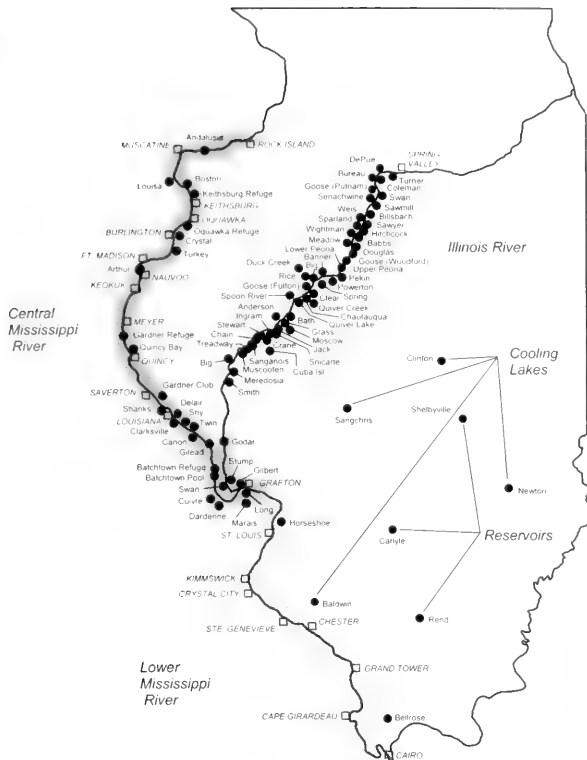 Andalusia
MUSCATINE
ROCK ISLAND
Louisa
Boston
Keithsburg Refuge
KEITHSBURG
OQUAWKA
BURLINGTON
Oquawka Refuge
Crystal
Turkey
FT. MADISON
Arthur
NAUVOO
KEOKUK
Central
Mississippi
River
MEYER
Gardner Refuge
Quincy Bay
QUINCY
SAVERTON
Gardner Club
Delair
Shanks
Sny
LOUISIANA
Twin
Clarksville
Canon
Gilead
Batchtown Refuge
Batchtown Pool
Swan
Cuivre
Dardenne
Stump
Gilbert
GRAFTON
Long
Marais
ST. LOUIS
Horseshoe
Godar
KIMMSWICK
CRYSTAL CITY
STE. GENEVIEVE
CHESTER
Lower
Mississippi
River
GRAND TOWER
CAPE GIRARDEAU
Bellrose
CAIRO
SPRING
VALLEY
DePue
Bureau
Turner
Goose (Putnam)
Coleman
Senachwine
Swan
Sawmill
Weis
Billsbach
Sparland
Sawyer
Wightman
Hitchcock
Meadow
Babbs
Douglas
Lower Peoria
Goose (Woodford)
Banner
Upper Peoria
Duck Creek
Big
Pekin
Rice
Powerton
Goose (Fulton)
Spring
Clear
Spoon River
Chautauqua
Quiver Creek
Quiver Lake
Anderson
Bath
Ingram
Grass
Stewart
Moscow
Chain
Jack
Treadway
Crane
Snicarte
Sanganois
Cuba Isl
Big
Muscooten
Meredosia
Smith
Illinois River
Clinton
Cooling
Lakes
Sangchris
Shelbyville
Newton
Carlyle
Reservoirs
Baldwin
Rend